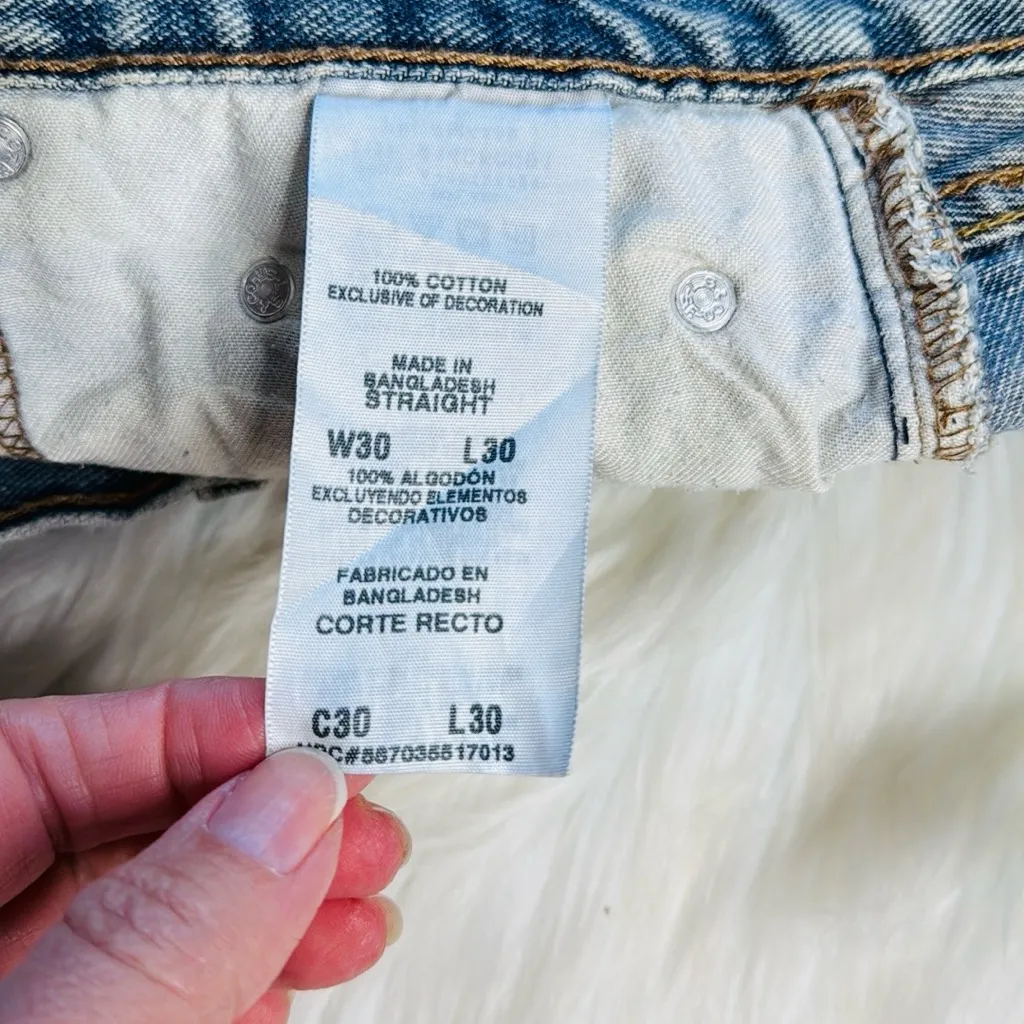 100% COTTON
EXCLUSIVE OF DECORATION
MADE IN
BANGLADESH
STRAIGHT
W30 L30
100% ALGODÓN
EXCLUYENDO ELEMENTOS
DECORATIVOS
FABRICADO EN
BANGLADESH
CORTE RECTO
C30 L30